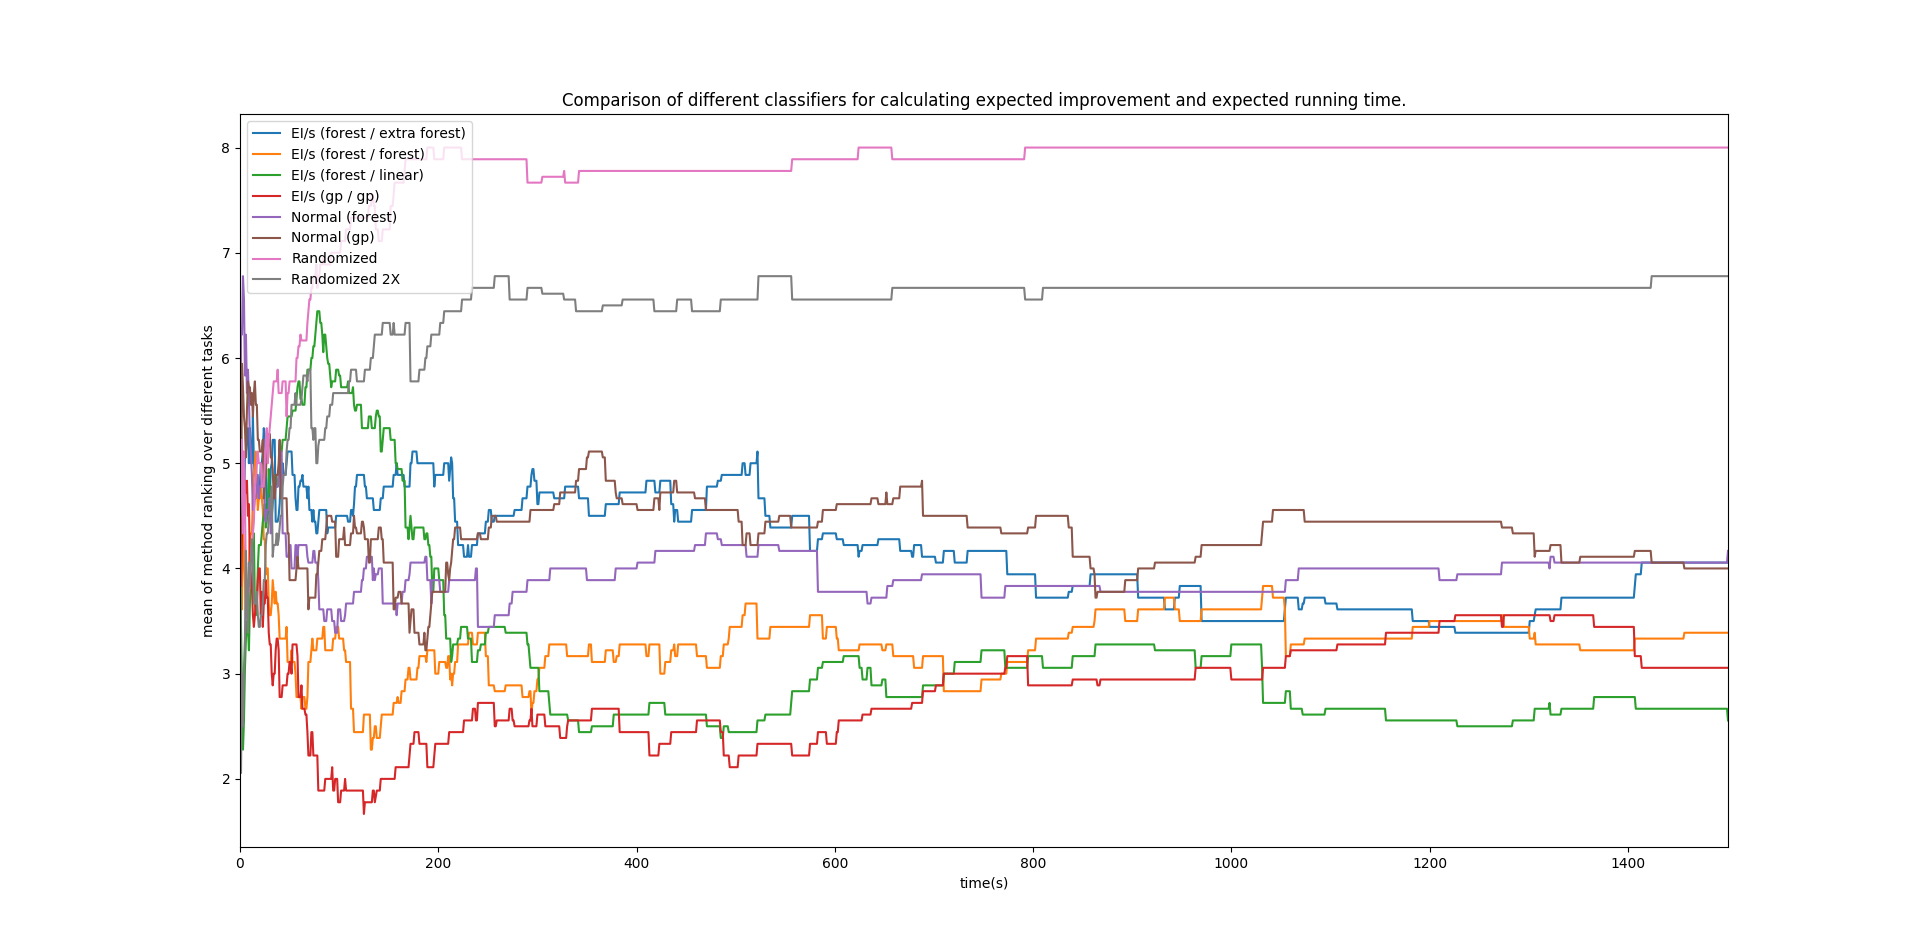 Comparison of different classifiers for calculating expected improvement and expected running time.
EI/s (forest / extra forest)
EI/s (forest / forest)
EI/s (forest / linear)
EI/s (gp / gp)
Normal (forest)
Normal (gp)
Randomized
Randomized 2X
mean of method ranking over different tasks
8
7
6
5
4
3
2
0 200 400 600 800 1000 1200 1400
time(s)